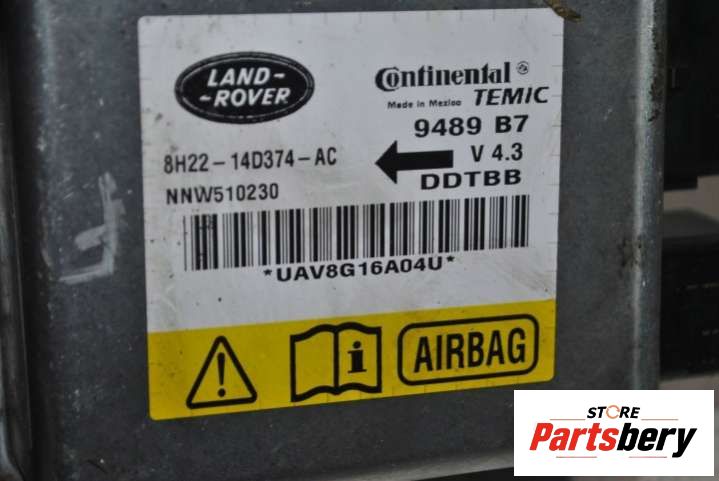 LAND-
-ROVER
Continental
Made in Mexico TEMIC
9489 B7
8H22-14D374-AC
V 4.3
NNW510230
DDTBB
*UAV8G16A04U*
AIRBAG
STORE
Partsbery